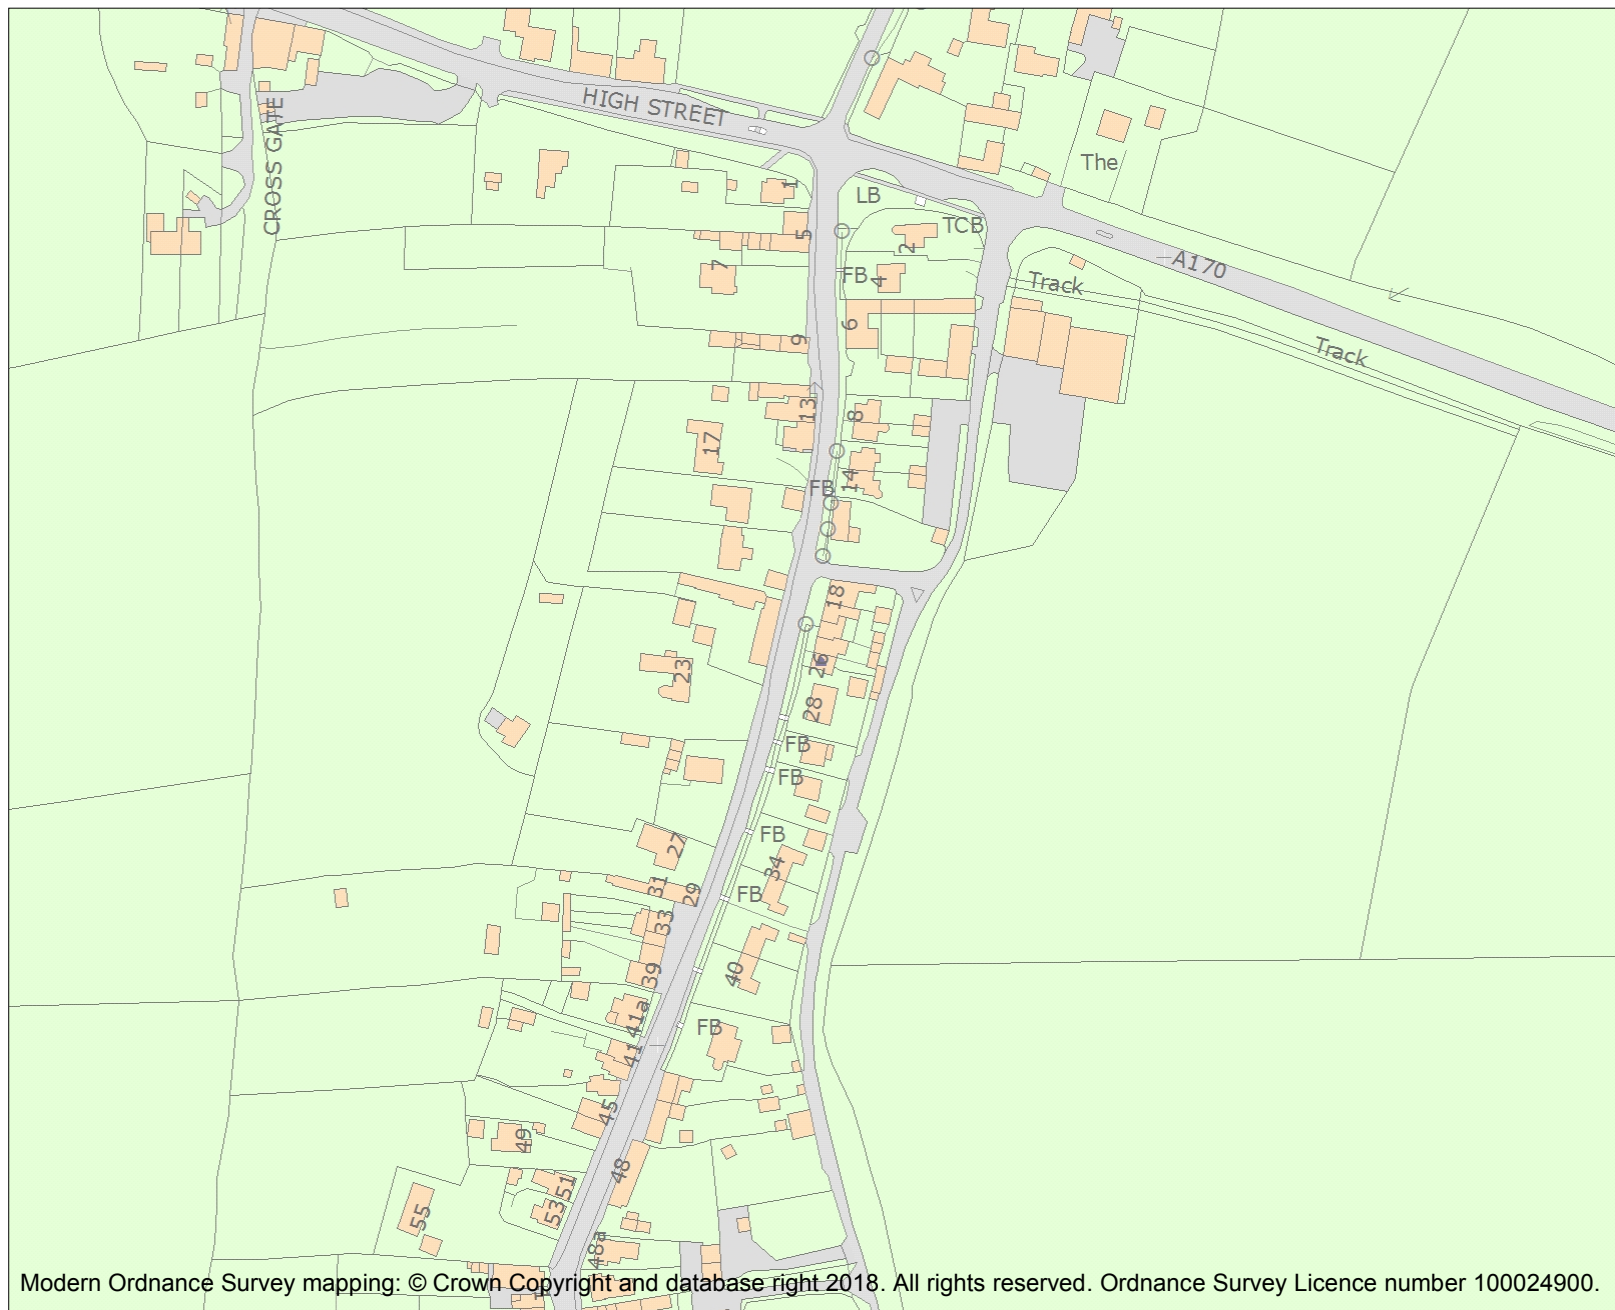 HIGH STREET
CROSS GATE
The
1
LB
5
TCB
2
7
FB
4
A170
Track
6
9
Track
13
8
17
14
FB
18
26
23
28
FB
FB
FB
27
34
31
29
FB
33
39
40
41a
FB
41
45
49
48
51
53
55
48a
Modern Ordnance Survey mapping: © Crown Copyright and database right 2018. All rights reserved. Ordnance Survey Licence number 100024900.